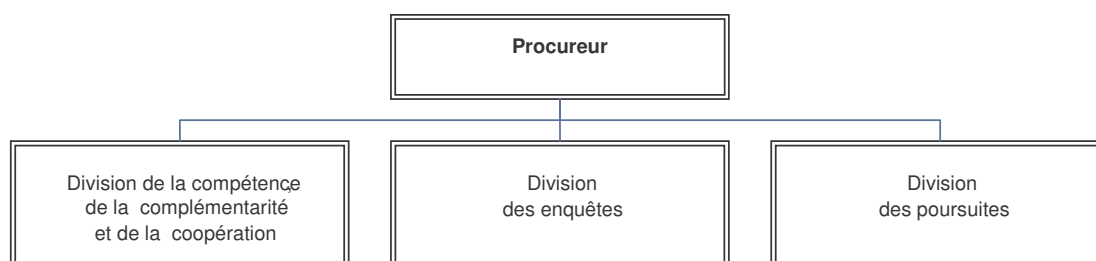 Procureur
Division de la compétence,
de la complémentarité
et de la coopération
Division
des enquêtes
Division
des poursuites